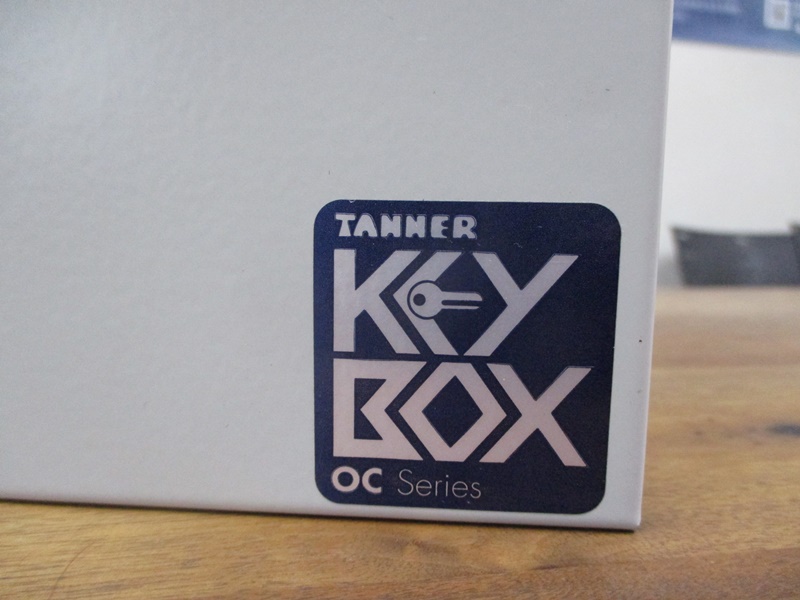 TANNER
KEY
BOX
OC Series